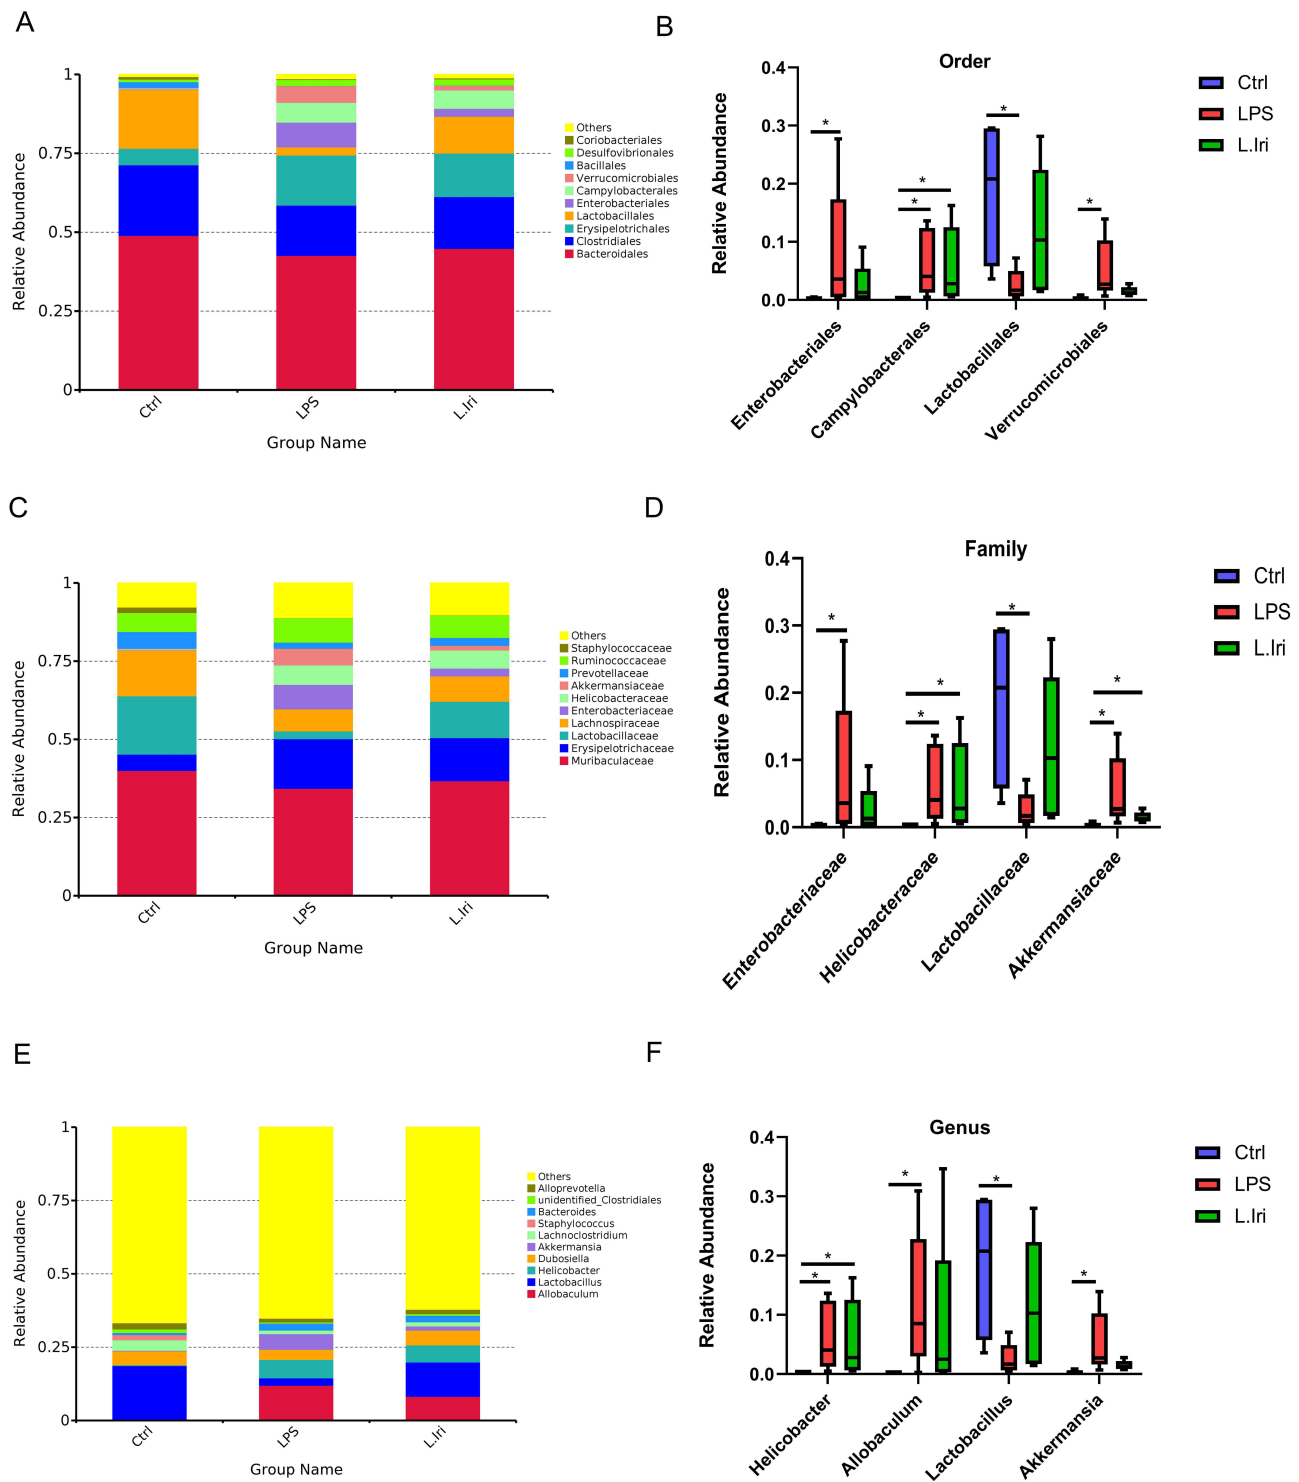 A
1
0.75
0.5
0.25
0
Relative Abundance
Ctrl
LPS
L.Iri
Group Name
Others
Coriobacteriales
Desulfovibrionales
Bacillales
Verrucomicrobiales
Campylobacterales
Enterobacteriales
Lactobacillales
Erysipelotrichales
Clostridiales
Bacteroidales
B
Order
0.4
0.3
0.2
0.1
0.0
Relative Abundance
*
*
*
*
*
Enterobacteriales
Campylobacterales
Lactobacillales
Verrucomicrobiales
Ctrl
LPS
L.Iri
C
1
0.75
0.5
0.25
0
Relative Abundance
Ctrl
LPS
L.Iri
Group Name
Others
Staphylococcaceae
Ruminococcaceae
Prevotellaceae
Akkermansiaceae
Helicobacteraceae
Enterobacteriaceae
Lachnospiraceae
Lactobacillaceae
Erysipelotrichaceae
Muribaculaceae
D
Family
0.4
0.3
0.2
0.1
0.0
Relative Abundance
*
*
*
*
*
*
Enterobacteriaceae
Helicobacteraceae
Lactobacillaceae
Akkermansiaceae
Ctrl
LPS
L.Iri
E
1
0.75
0.5
0.25
0
Relative Abundance
Ctrl
LPS
L.Iri
Group Name
Others
Alloprevotella
unidentified_Clostridiales
Bacteroides
Staphylococcus
Lachnoclostridium
Akkermansia
Dubosiella
Helicobacter
Lactobacillus
Allobaculum
F
Genus
0.4
0.3
0.2
0.1
0.0
Relative Abundance
*
*
*
*
*
Helicobacter
Allobaculum
Lactobacillus
Akkermansia
Ctrl
LPS
L.Iri